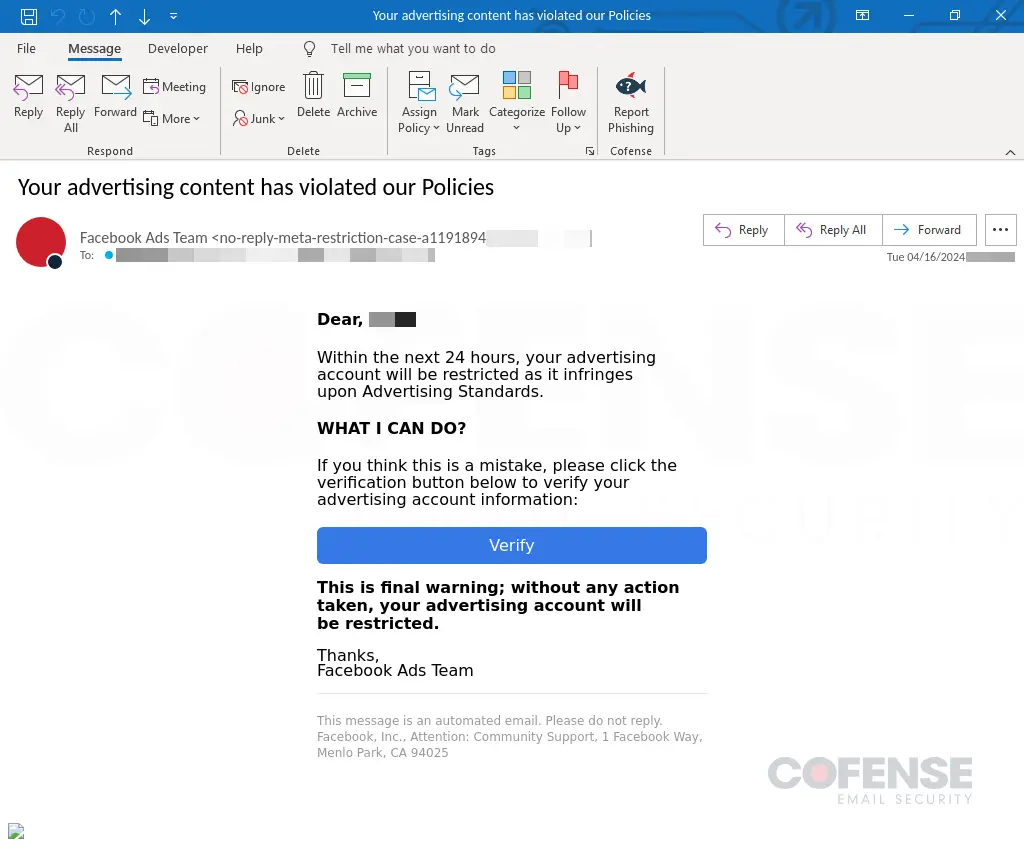 Your advertising content has violated our Policies
File Message Developer Help Tell me what you want to do
Reply
Reply All
Forward
Meeting
More
Respond
Ignore
Junk
Delete
Archive
Delete
Assign Policy
Mark Unread
Categorize
Follow Up
Tags
Report Phishing
Cofense
Your advertising content has violated our Policies
Facebook Ads Team <no-reply-meta-restriction-case-a1191894
To:
Reply Reply All Forward
Tue 04/16/2024
Dear,
Within the next 24 hours, your advertising
account will be restricted as it infringes
upon Advertising Standards.
WHAT I CAN DO?
If you think this is a mistake, please click the
verification button below to verify your
advertising account information:
Verify
This is final warning; without any action
taken, your advertising account will
be restricted.
Thanks,
Facebook Ads Team
This message is an automated email. Please do not reply.
Facebook, Inc., Attention: Community Support, 1 Facebook Way,
Menlo Park, CA 94025
COFENSE
EMAIL SECURITY